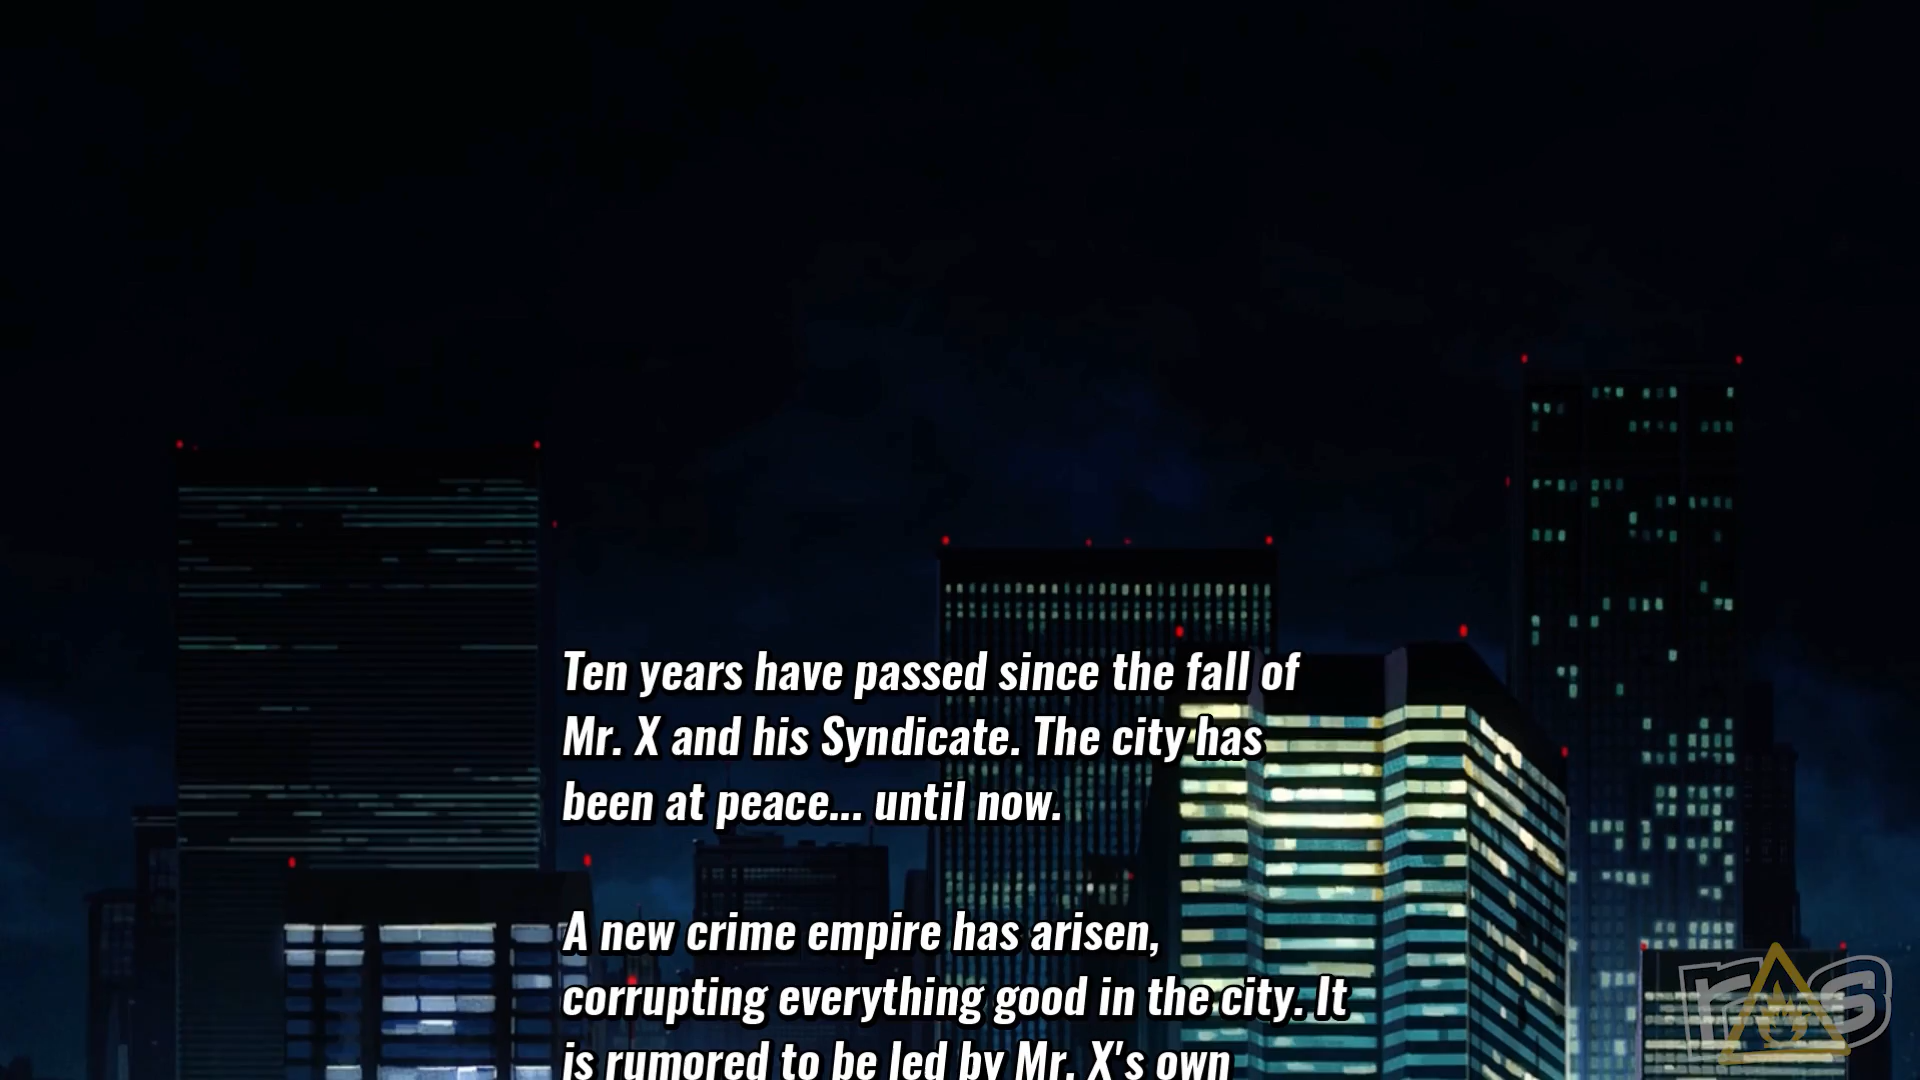 Ten years have passed since the fall of
Mr. X and his Syndicate. The city has
been at peace... until now.
A new crime empire has arisen,
corrupting everything good in the city. It
is rumored to be led by Mr. X's own
ras